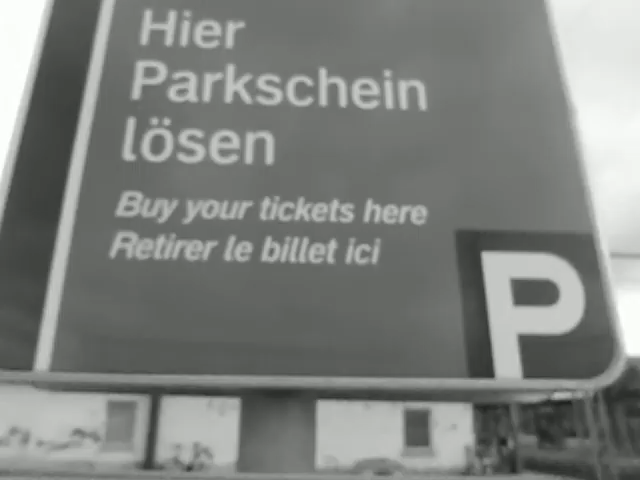 Hier
Parkschein
lösen
Buy your tickets here
Retirer le billet ici
P